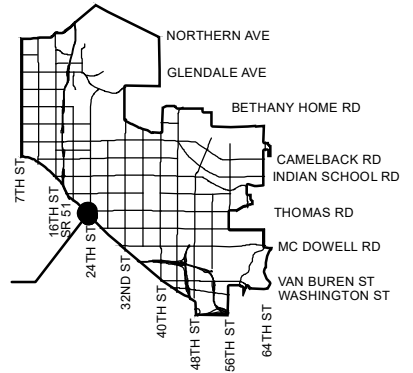 NORTHERN AVE
GLENDALE AVE
BETHANY HOME RD
CAMELBACK RD
INDIAN SCHOOL RD
THOMAS RD
MC DOWELL RD
VAN BUREN ST
WASHINGTON ST
7TH ST
16TH ST
SR 51
24TH ST
32ND ST
40TH ST
48TH ST
56TH ST
64TH ST